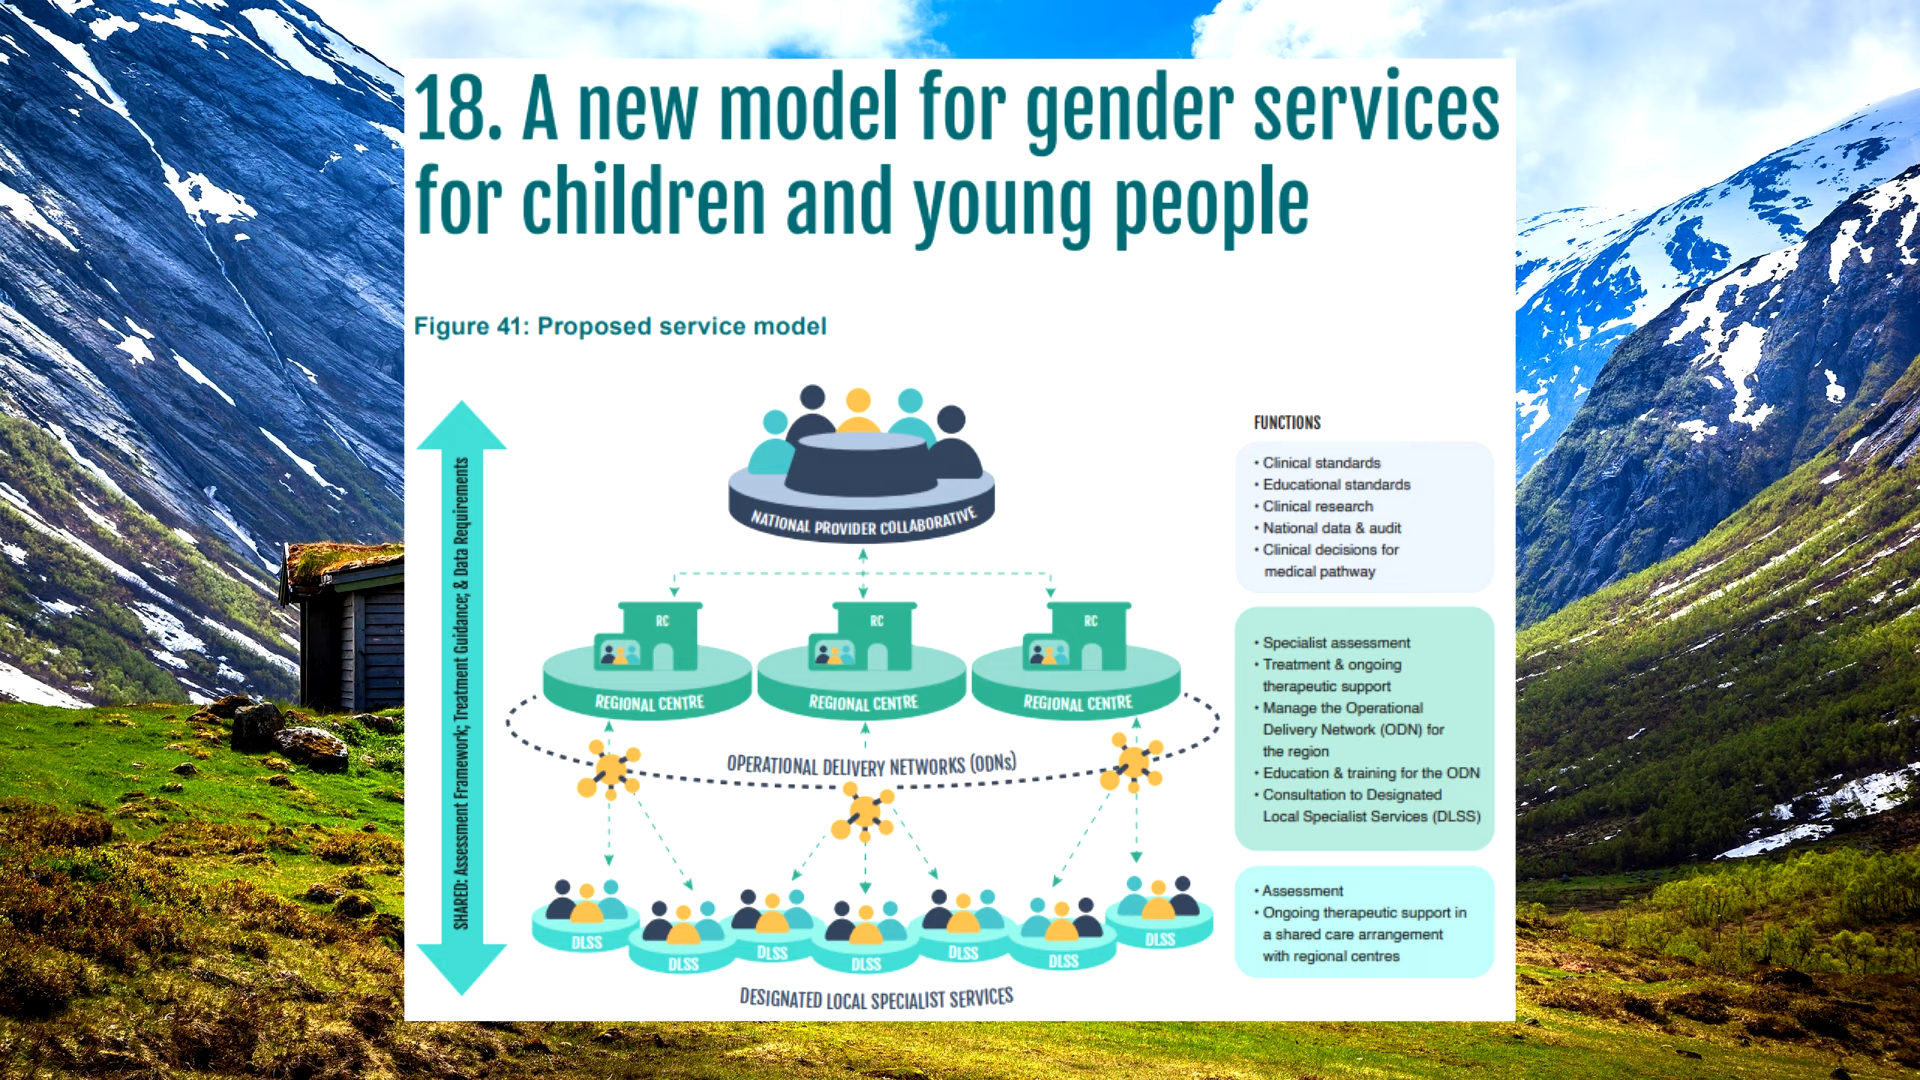 18. A new model for gender services
for children and young people
Figure 41: Proposed service model
SHARED: Assessment Framework; Treatment Guidance; & Data Requirements
NATIONAL PROVIDER COLLABORATIVE
RC
RC
RC
REGIONAL CENTRE
REGIONAL CENTRE
REGIONAL CENTRE
OPERATIONAL DELIVERY NETWORKS (ODNs)
DLSS
DLSS
DLSS
DLSS
DLSS
DLSS
DLSS
DESIGNATED LOCAL SPECIALIST SERVICES
FUNCTIONS
• Clinical standards
• Educational standards
• Clinical research
• National data & audit
• Clinical decisions for
medical pathway
• Specialist assessment
• Treatment & ongoing
therapeutic support
• Manage the Operational
Delivery Network (ODN) for
the region
• Education & training for the ODN
• Consultation to Designated
Local Specialist Services (DLSS)
• Assessment
• Ongoing therapeutic support in
a shared care arrangement
with regional centres